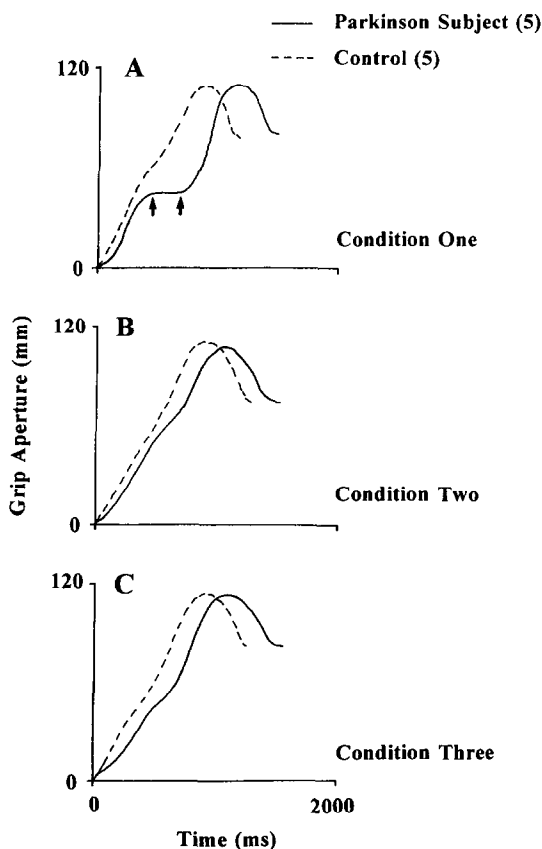 Parkinson Subject (5)
Control (5)
120
A
0
Condition One
120
B
0
Condition Two
120
C
0
Condition Three
0
2000
Time (ms)
Grip Aperture (mm)